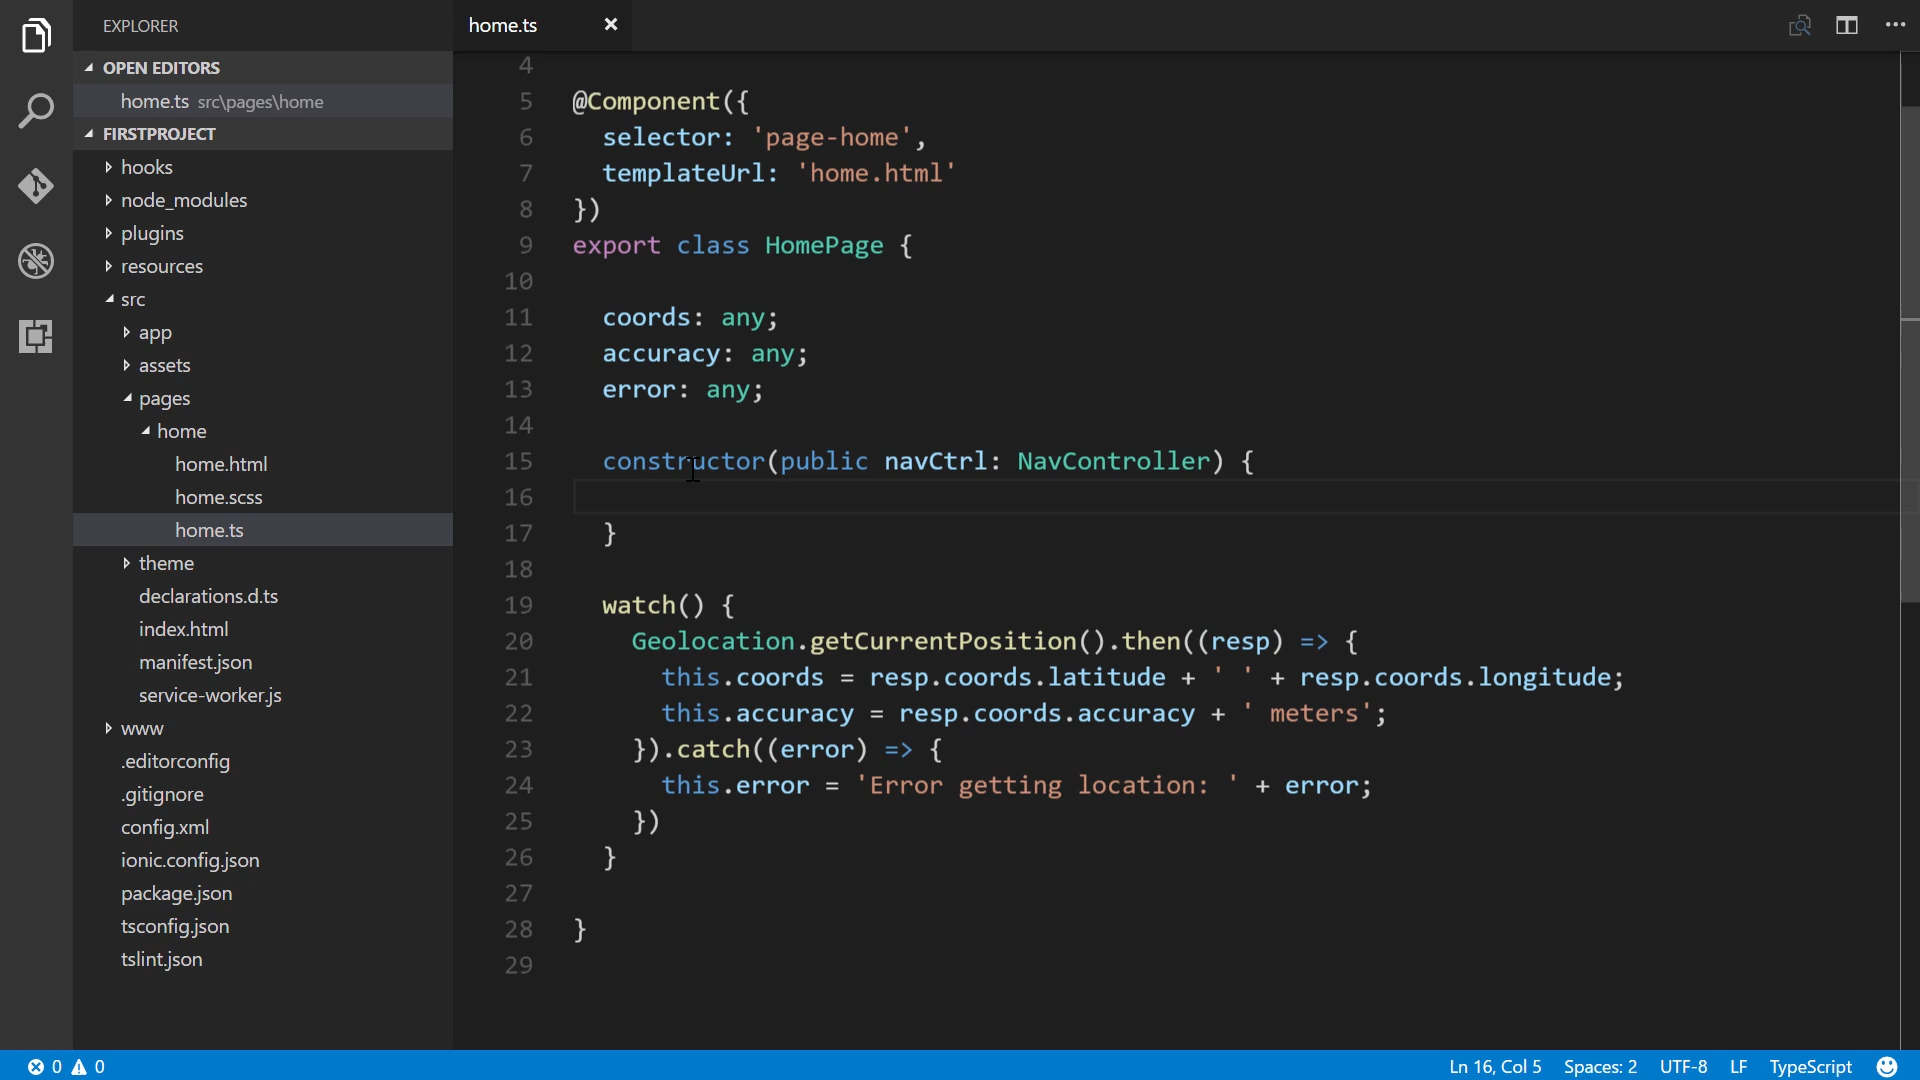 EXPLORER
OPEN EDITORS
home.ts src\pages\home
FIRSTPROJECT
hooks
node_modules
plugins
resources
src
app
assets
pages
home
home.html
home.scss
home.ts
theme
declarations.d.ts
index.html
manifest.json
service-worker.js
www
.editorconfig
.gitignore
config.xml
ionic.config.json
package.json
tsconfig.json
tslint.json
home.ts
4
5 @Component({
6 selector: 'page-home',
7 templateUrl: 'home.html'
8 })
9 export class HomePage {
10
11 coords: any;
12 accuracy: any;
13 error: any;
14
15 constructor(public navCtrl: NavController) {
16
17 }
18
19 watch() {
20 Geolocation.getCurrentPosition().then((resp) => {
21 this.coords = resp.coords.latitude + ' ' + resp.coords.longitude;
22 this.accuracy = resp.coords.accuracy + ' meters';
23 }).catch((error) => {
24 this.error = 'Error getting location: ' + error;
25 })
26 }
27
28 }
29
0 0 Ln 16, Col 5 Spaces: 2 UTF-8 LF TypeScript